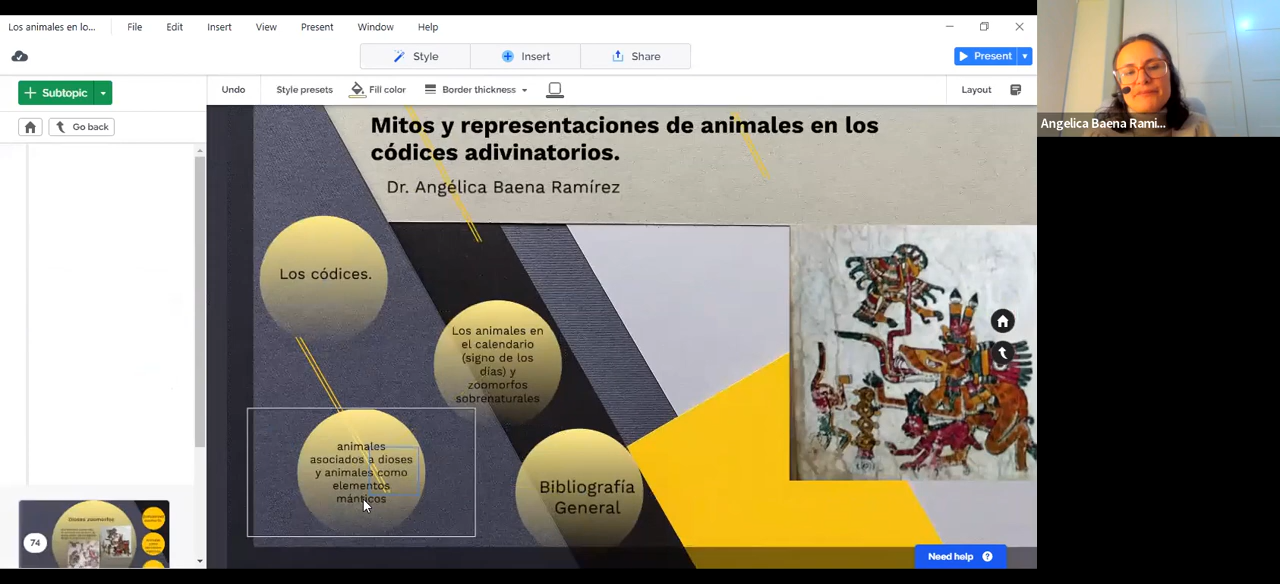 Los animales en lo...
File
Edit
Insert
View
Present
Window
Help
Style
Insert
Share
Present
Subtopic
Undo
Style presets
Fill color
Border thickness
Layout
Go back
Mitos y representaciones de animales en los
códices adivinatorios.
Dr. Angélica Baena Ramírez
Los códices.
Los animales en
el calendario
(signo de los
días) y
zoomorfos
sobrenaturales
animales
asociados a dioses
y animales como
elementos
mánticos
Bibliografía
General
74
Dioses zoomorfos
Need help
Angelica Baena Rami...